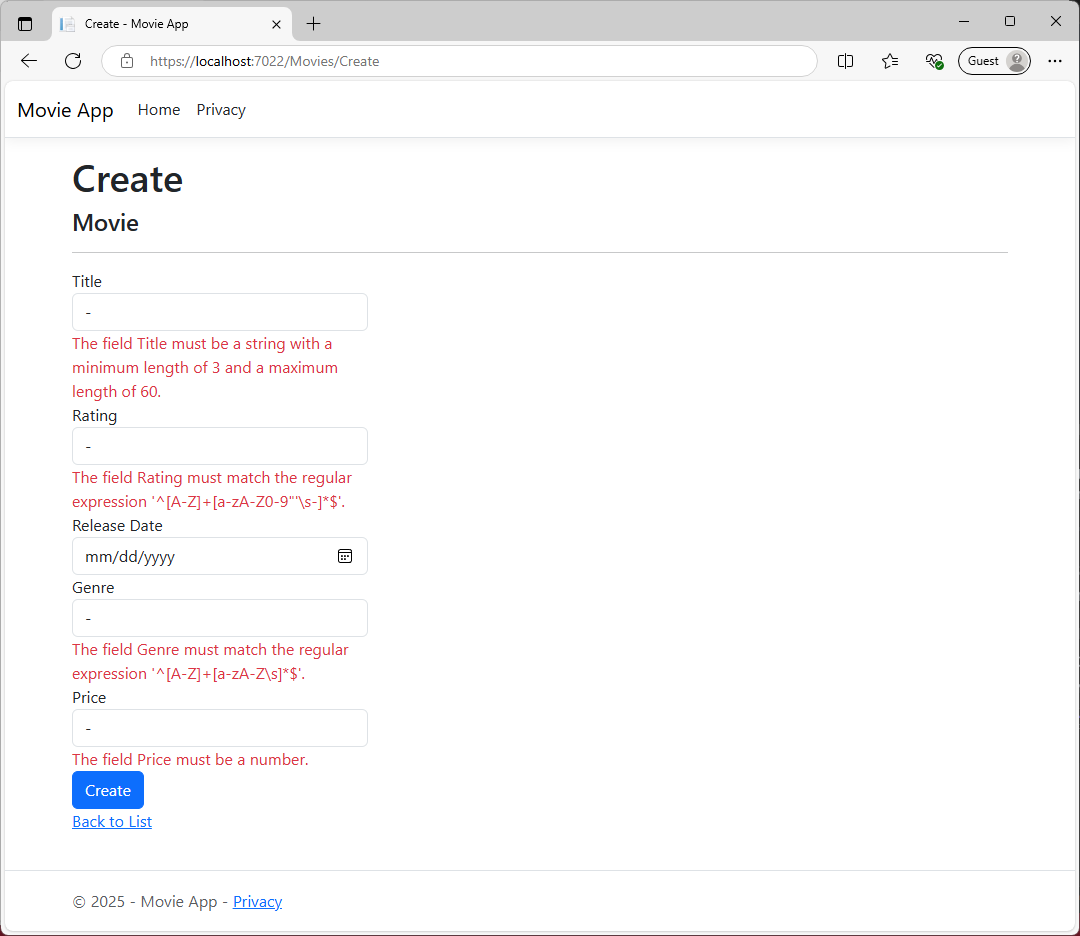 Create - Movie App
https://localhost:7022/Movies/Create
Guest
Movie App Home Privacy
Create
Movie
Title
-
The field Title must be a string with a
minimum length of 3 and a maximum
length of 60.
Rating
-
The field Rating must match the regular
expression '^[A-Z]+[a-zA-Z0-9"'\s-]*$'.
Release Date
mm/dd/yyyy
Genre
-
The field Genre must match the regular
expression '^[A-Z]+[a-zA-Z\s]*$'.
Price
-
The field Price must be a number.
Create
Back to List
© 2025 - Movie App - Privacy